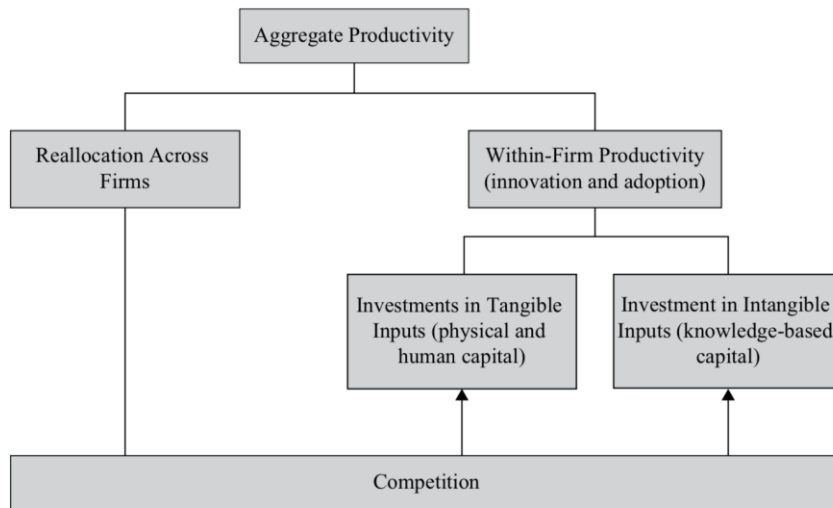 Aggregate Productivity
Reallocation Across
Firms
Within-Firm Productivity
(innovation and adoption)
Investments in Tangible
Inputs (physical and
human capital)
Investment in Intangible
Inputs (knowledge-based
capital)
Competition